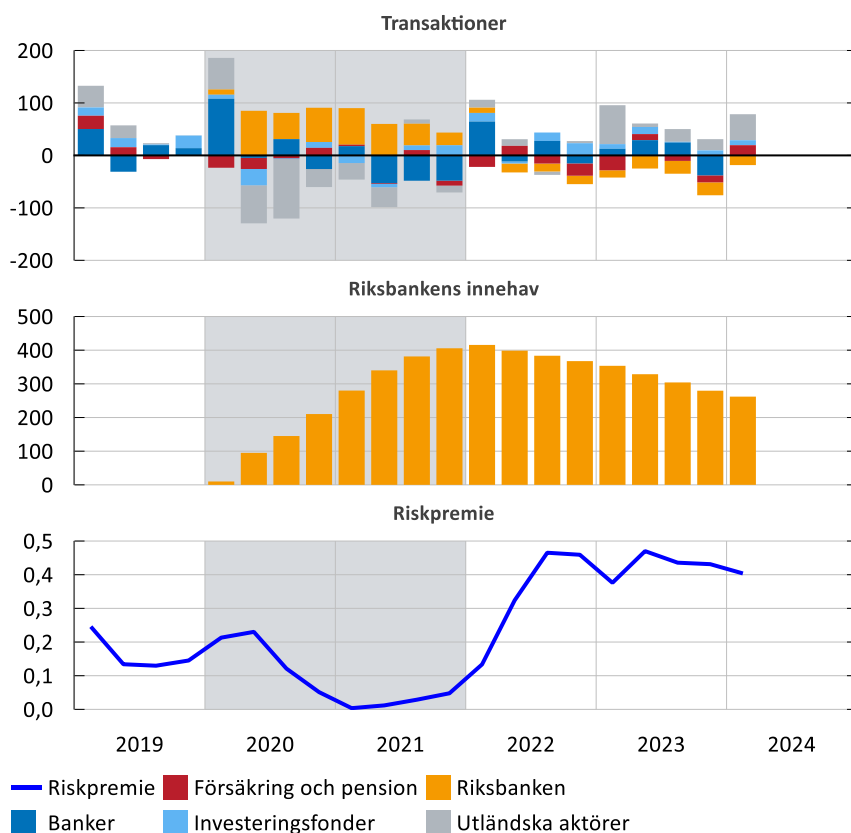 Transaktioner
200
100
0
-100
-200
Riksbankens innehav
500
400
300
200
100
0
Riskpremie
0,5
0,4
0,3
0,2
0,1
0,0
2019 2020 2021 2022 2023 2024
Riskpremie Försäkring och pension Riksbanken
Banker Investeringsfonder Utländska aktörer